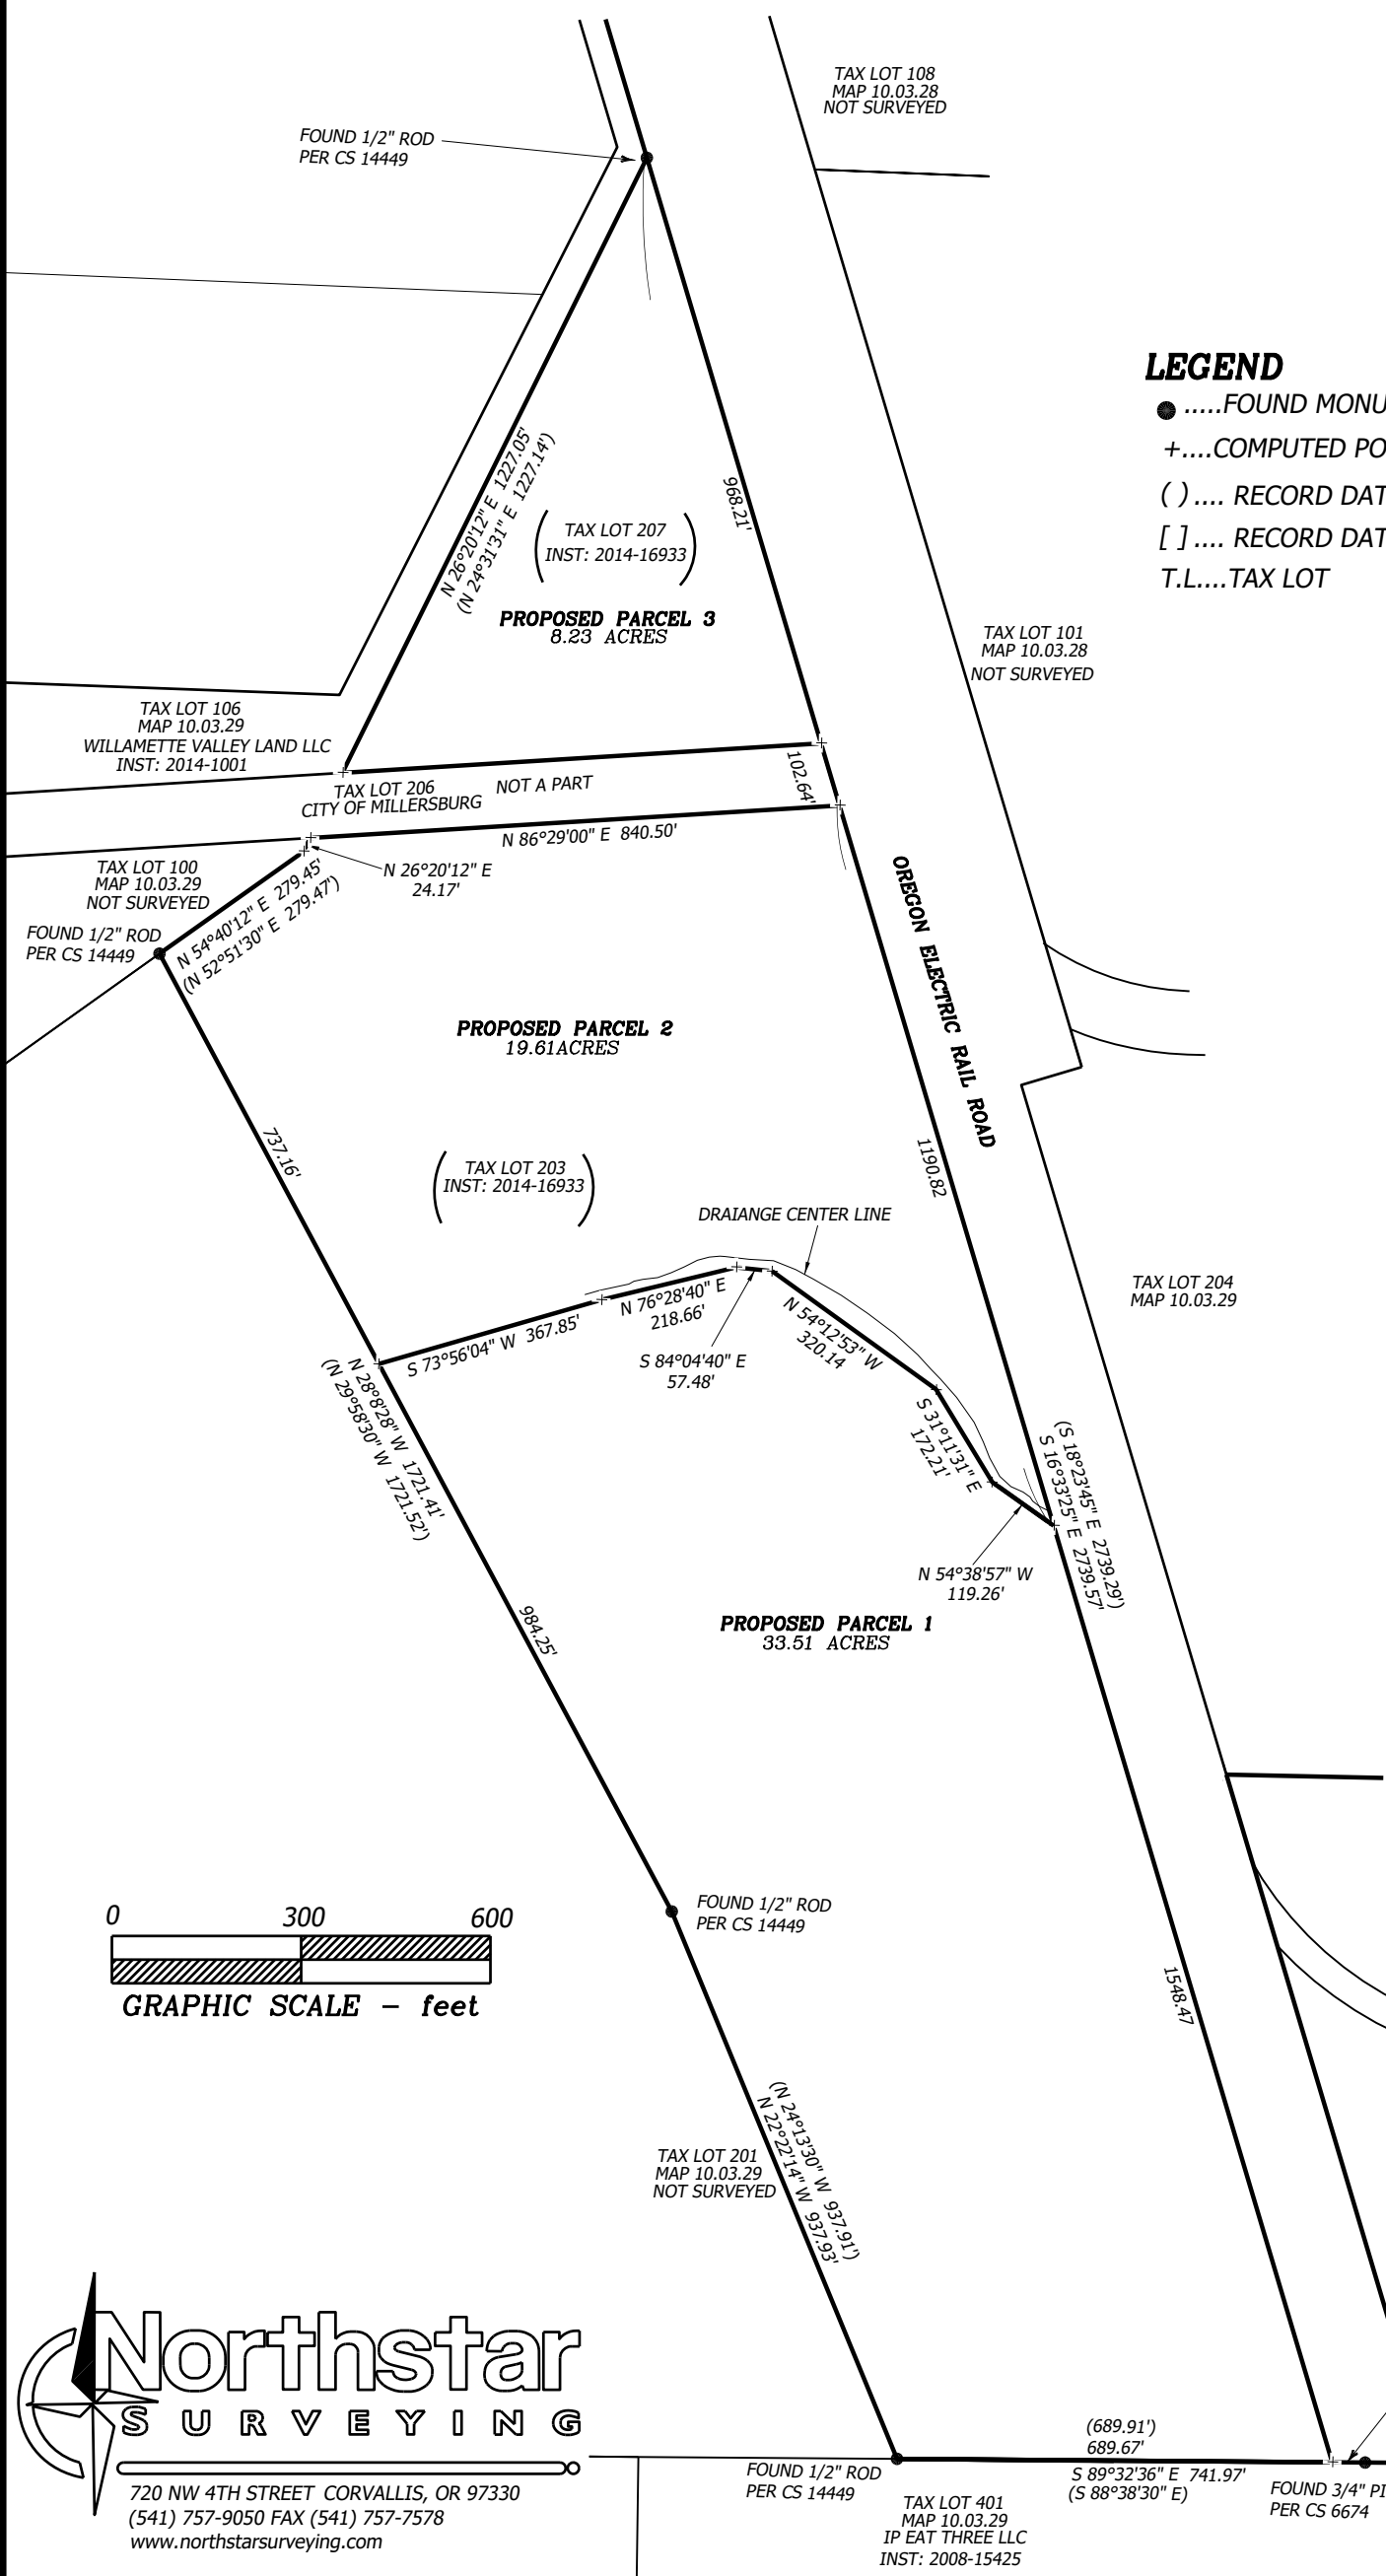 TAX LOT 108
MAP 10.03.28
NOT SURVEYED
FOUND 1/2" ROD
PER CS 14449
LEGEND
.....FOUND MONU
+....COMPUTED PO
( ).... RECORD DAT
[ ].... RECORD DAT
T.L....TAX LOT
N 26°20'12" E 1227.05'
(N 24°31'31" E 1227.14')
968.21'
TAX LOT 207
INST: 2014-16933
PROPOSED PARCEL 3
8.23 ACRES
TAX LOT 101
MAP 10.03.28
NOT SURVEYED
TAX LOT 106
MAP 10.03.29
WILLAMETTE VALLEY LAND LLC
INST: 2014-1001
TAX LOT 206
CITY OF MILLERSBURG
NOT A PART
102.64'
N 86°29'00" E 840.50'
N 26°20'12" E
24.17'
TAX LOT 100
MAP 10.03.29
NOT SURVEYED
FOUND 1/2" ROD
PER CS 14449
N 54°40'12" E 279.45'
(N 52°51'30" E 279.47')
OREGON ELECTRIC RAIL ROAD
PROPOSED PARCEL 2
19.61ACRES
737.16'
1190.82
TAX LOT 203
INST: 2014-16933
DRAIANGE CENTER LINE
TAX LOT 204
MAP 10.03.29
S 73°56'04" W 367.85'
N 76°28'40" E
218.66'
S 84°04'40" E
57.48'
N 54°12'53" W
320.14
S 31°11'31" E
172.21'
N 28°8'28" W 1721.41'
(N 29°58'30" W 1721.52')
(S 18°23'45" E 2739.29')
S 16°33'25" E 2739.57'
N 54°38'57" W
119.26'
PROPOSED PARCEL 1
33.51 ACRES
984.25'
FOUND 1/2" ROD
PER CS 14449
0 300 600
GRAPHIC SCALE - feet
1548.47
(N 24°13'30" W 937.91')
N 22°22'14" W 937.93'
TAX LOT 201
MAP 10.03.29
NOT SURVEYED
Northstar
SURVEYING
720 NW 4TH STREET CORVALLIS, OR 97330
(541) 757-9050 FAX (541) 757-7578
www.northstarsurveying.com
(689.91')
689.67'
S 89°32'36" E 741.97'
(S 88°38'30" E)
FOUND 1/2" ROD
PER CS 14449
FOUND 3/4" PI
PER CS 6674
TAX LOT 401
MAP 10.03.29
IP EAT THREE LLC
INST: 2008-15425